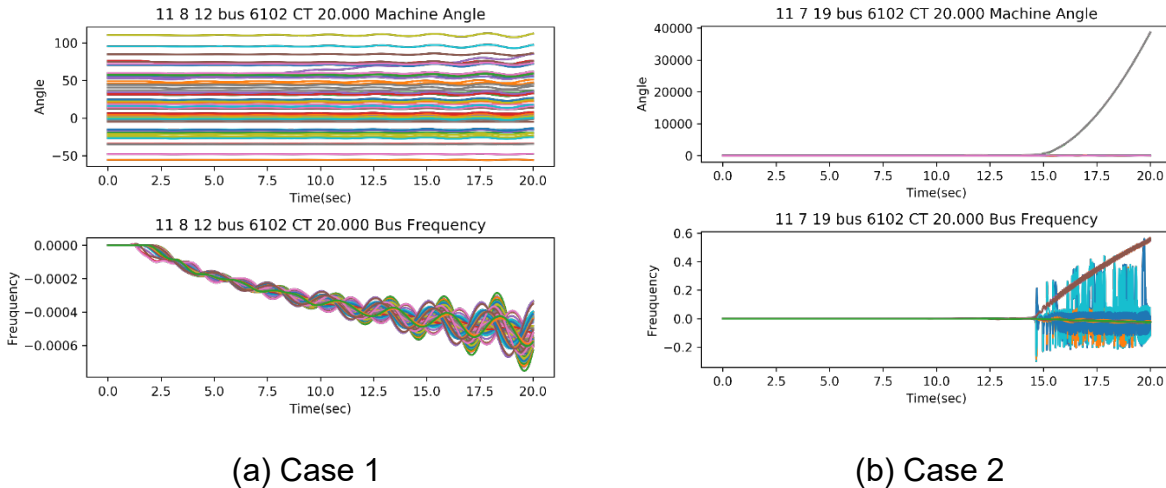 11 8 12 bus 6102 CT 20.000 Machine Angle
100
50
0
−50
Angle
0.0 2.5 5.0 7.5 10.0 12.5 15.0 17.5 20.0
Time(sec)
11 8 12 bus 6102 CT 20.000 Bus Frequency
0.0000
−0.0002
−0.0004
−0.0006
Freuquency
0.0 2.5 5.0 7.5 10.0 12.5 15.0 17.5 20.0
Time(sec)
(a) Case 1
11 7 19 bus 6102 CT 20.000 Machine Angle
40000
30000
20000
10000
0
Angle
0.0 2.5 5.0 7.5 10.0 12.5 15.0 17.5 20.0
Time(sec)
11 7 19 bus 6102 CT 20.000 Bus Frequency
0.6
0.4
0.2
0.0
−0.2
Freuquency
0.0 2.5 5.0 7.5 10.0 12.5 15.0 17.5 20.0
Time(sec)
(b) Case 2